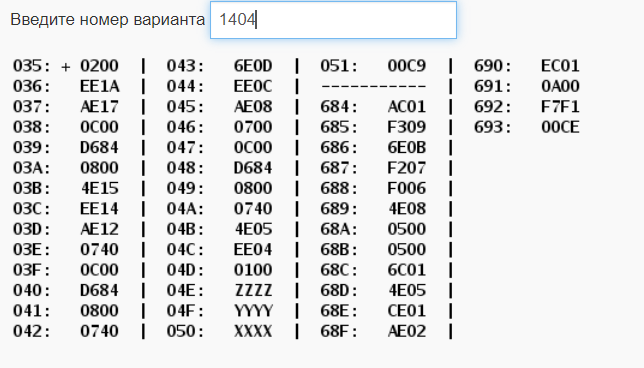 Введите номер варианта 1404
035: + 0200 | 043: 6E0D | 051: 00C9 | 690: EC01
036: EE1A | 044: EE0C | ----------- | 691: 0A00
037: AE17 | 045: AE08 | 684: AC01 | 692: F7F1
038: 0C00 | 046: 0700 | 685: F309 | 693: 00CE
039: D684 | 047: 0C00 | 686: 6E0B |
03A: 0800 | 048: D684 | 687: F207 |
03B: 4E15 | 049: 0800 | 688: F006 |
03C: EE14 | 04A: 0740 | 689: 4E08 |
03D: AE12 | 04B: 4E05 | 68A: 0500 |
03E: 0740 | 04C: EE04 | 68B: 0500 |
03F: 0C00 | 04D: 0100 | 68C: 6C01 |
040: D684 | 04E: ZZZZ | 68D: 4E05 |
041: 0800 | 04F: YYYY | 68E: CE01 |
042: 0740 | 050: XXXX | 68F: AE02 |